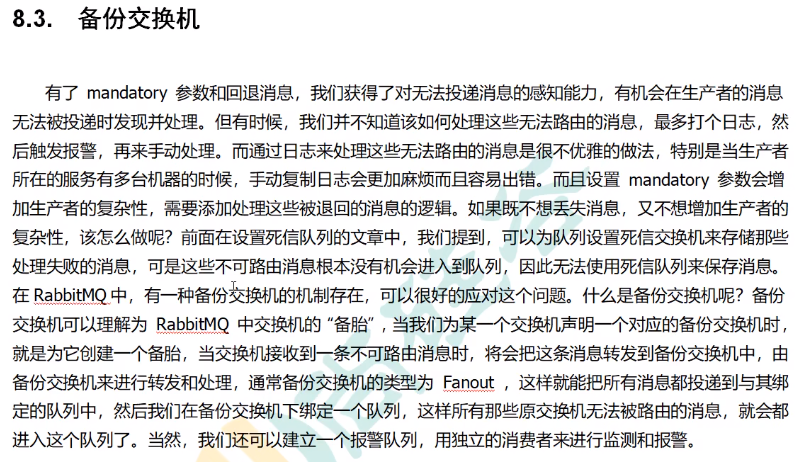 8.3. 备份交换机
有了 mandatory 参数和回退消息，我们获得了对无法投递消息的感知能力，有机会在生产者的消息
无法被投递时发现并处理。但有时候，我们并不知道该如何处理这些无法路由的消息，最多打个日志，然
后触发报警，再来手动处理。而通过日志来处理这些无法路由的消息是很不优雅的做法，特别是当生产者
所在的服务有多台机器的时候，手动复制日志会更加麻烦而且容易出错。而且设置 mandatory 参数会增
加生产者的复杂性，需要添加处理这些被退回的消息的逻辑。如果既不想丢失消息，又不想增加生产者的
复杂性，该怎么做呢？前面在设置死信队列的文章中，我们提到，可以为队列设置死信交换机来存储那些
处理失败的消息，可是这些不可路由消息根本没有机会进入到队列，因此无法使用死信队列来保存消息。
在 RabbitMQ 中，有一种备份交换机的机制存在，可以很好的应对这个问题。什么是备份交换机呢？备份
交换机可以理解为 RabbitMQ 中交换机的“备胎”，当我们为某一个交换机声明一个对应的备份交换机时，
就是为它创建一个备胎，当交换机接收到一条不可路由消息时，将会把这条消息转发到备份交换机中，由
备份交换机来进行转发和处理，通常备份交换机的类型为 Fanout ，这样就能把所有消息都投递到与其绑
定的队列中，然后我们在备份交换机下绑定一个队列，这样所有那些原交换机无法被路由的消息，就会都
进入这个队列了。当然，我们还可以建立一个报警队列，用独立的消费者来进行监测和报警。